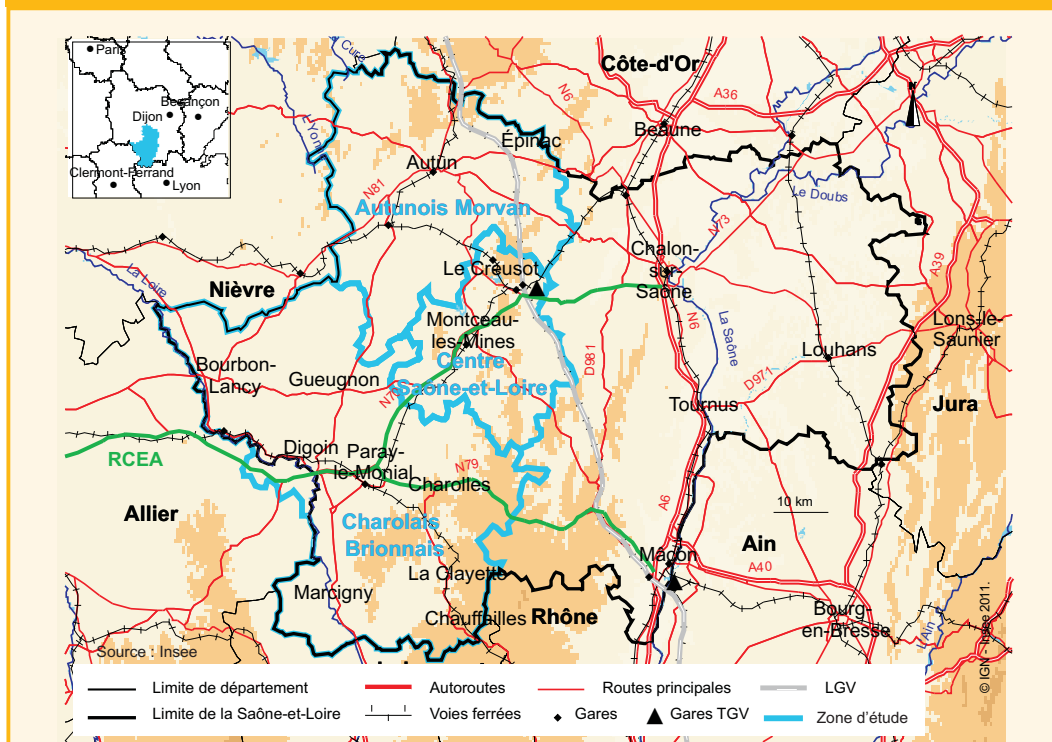 Paris
Besançon
Dijon
Clermont-Ferrand
Lyon
La Cure
L'Yonne
Côte-d'Or
A36
N6
Beaune
Épinac
Autun
N81
Autunois Morvan
Le Doubs
N73
Chalon-
sur-
Saône
A39
Le Creusot
La Loire
Nièvre
Montceau-
les-Mines
N6
La Saône
Lons-le-
Saunier
Louhans
Bourbon-
Lancy
Gueugnon
Centre
Saône-et-Loire
D981
D971
N70
Tournus
Jura
Digoin
Paray-
le-Monial
RCEA
N79
Charolles
A6
10 km
Allier
Charolais
Brionnais
Ain
Mâcon
A40
La Clayette
Marcigny
Chauffailles
Rhône
Bourg-
en-Bresse
L'Ain
Source : Insee
© IGN - Insee 2011.
Limite de département
Autoroutes
Routes principales
LGV
Limite de la Saône-et-Loire
Voies ferrées
Gares
Gares TGV
Zone d'étude